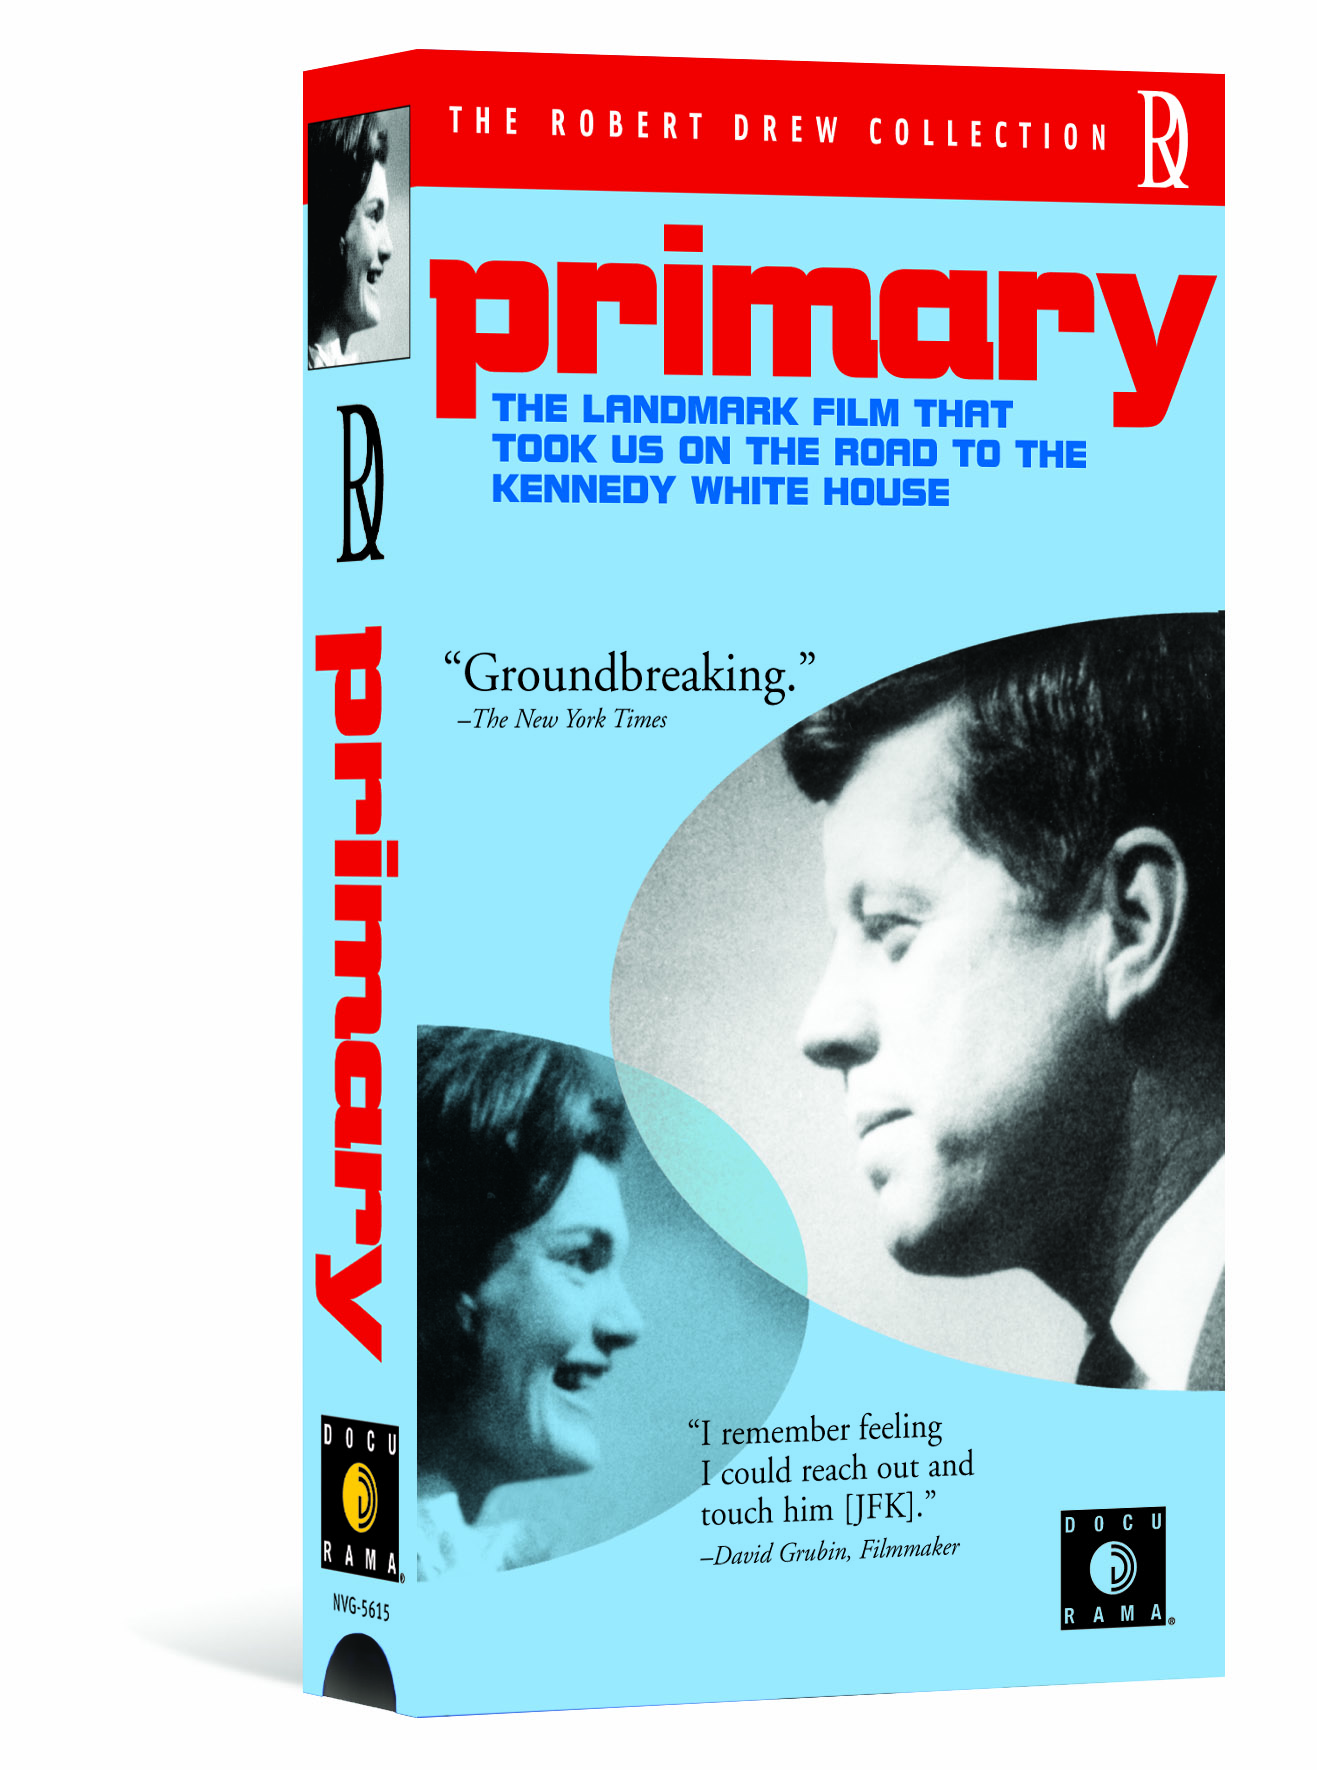 THE ROBERT DREW COLLECTION DR
primary
THE LANDMARK FILM THAT
TOOK US ON THE ROAD TO THE
KENNEDY WHITE HOUSE
“Groundbreaking.”
–The New York Times
“I remember feeling
I could reach out and
touch him [JFK].”
–David Grubin, Filmmaker
DOCU
RAMA®
DR
primary
DOCU
RAMA®
NVG-5615